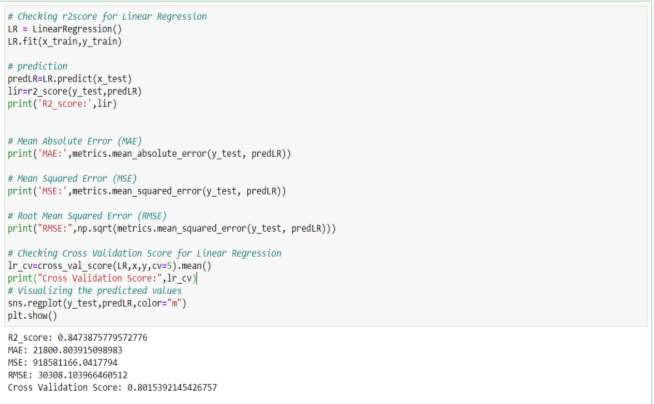 # Checking r2score for Linear Regression
LR = LinearRegression()
LR.fit(x_train,y_train)
# prediction
predLR=LR.predict(x_test)
lir=r2_score(y_test,predLR)
print('R2_score:',lir)
# Mean Absolute Error (MAE)
print('MAE:',metrics.mean_absolute_error(y_test, predLR))
# Mean Squared Error (MSE)
print('MSE:',metrics.mean_squared_error(y_test, predLR))
# Root Mean Squared Error (RMSE)
print("RMSE:",np.sqrt(metrics.mean_squared_error(y_test, predLR)))
# Checking Cross Validation Score for Linear Regression
lr_cv=cross_val_score(LR,x,y,cv=5).mean()
print("Cross Validation Score:",lr_cv)
# Visualizing the predicteed values
sns.regplot(y_test,predLR,color="m")
plt.show()
R2_score: 0.8473875779572776
MAE: 21800.803915098983
MSE: 918581166.0417794
RMSE: 30308.103966460512
Cross Validation Score: 0.8015392145426757